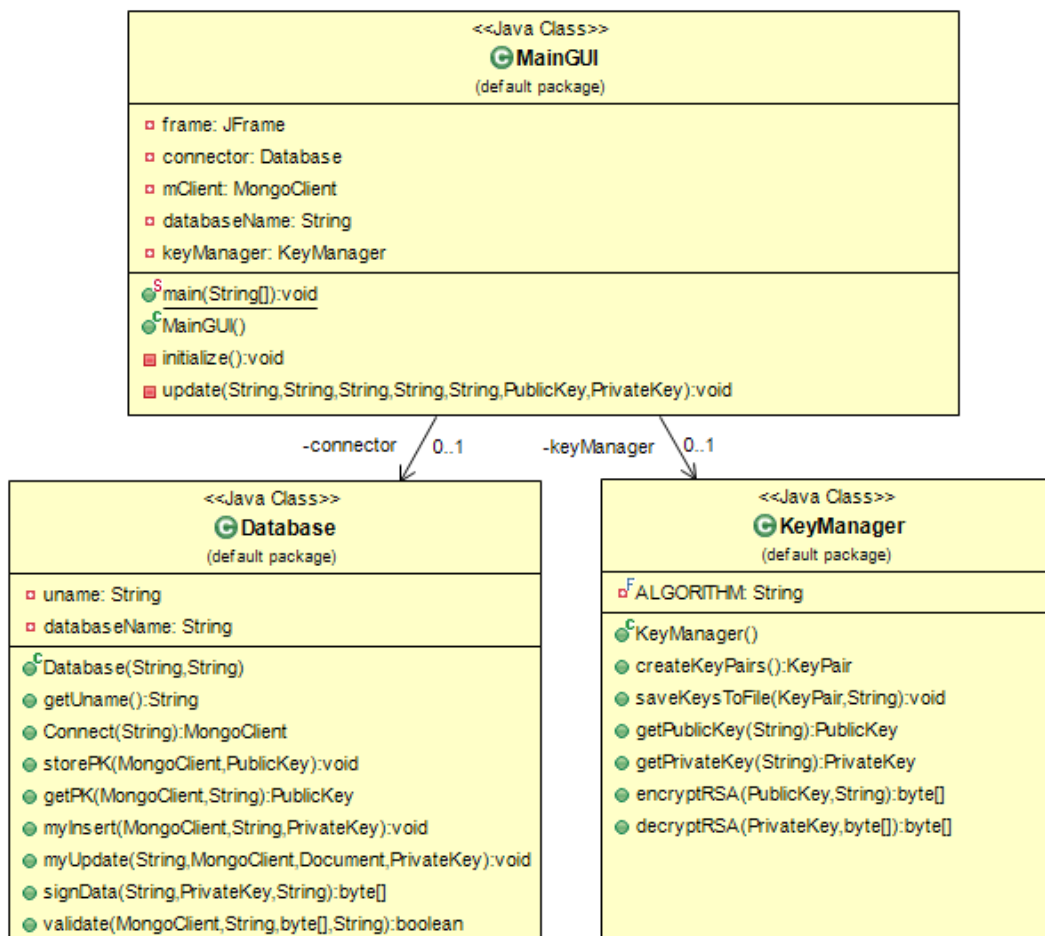 <<Java Class>>
MainGUI
(default package)
frame: JFrame
connector: Database
mClient: MongoClient
databaseName: String
keyManager: KeyManager
main(String[]):void
MainGUI()
initialize():void
update(String,String,String,String,String,PublicKey,PrivateKey):void
-connector 0..1 -keyManager 0..1
<<Java Class>>
Database
(default package)
uname: String
databaseName: String
Database(String,String)
getUname():String
Connect(String):MongoClient
storePK(MongoClient,PublicKey):void
getPK(MongoClient,String):PublicKey
myInsert(MongoClient,String,PrivateKey):void
myUpdate(String,MongoClient,Document,PrivateKey):void
signData(String,PrivateKey,String):byte[]
validate(MongoClient,String,byte[],String):boolean
<<Java Class>>
KeyManager
(default package)
ALGORITHM: String
KeyManager()
createKeyPairs():KeyPair
saveKeysToFile(KeyPair,String):void
getPublicKey(String):PublicKey
getPrivateKey(String):PrivateKey
encryptRSA(PublicKey,String):byte[]
decryptRSA(PrivateKey,byte[]):byte[]